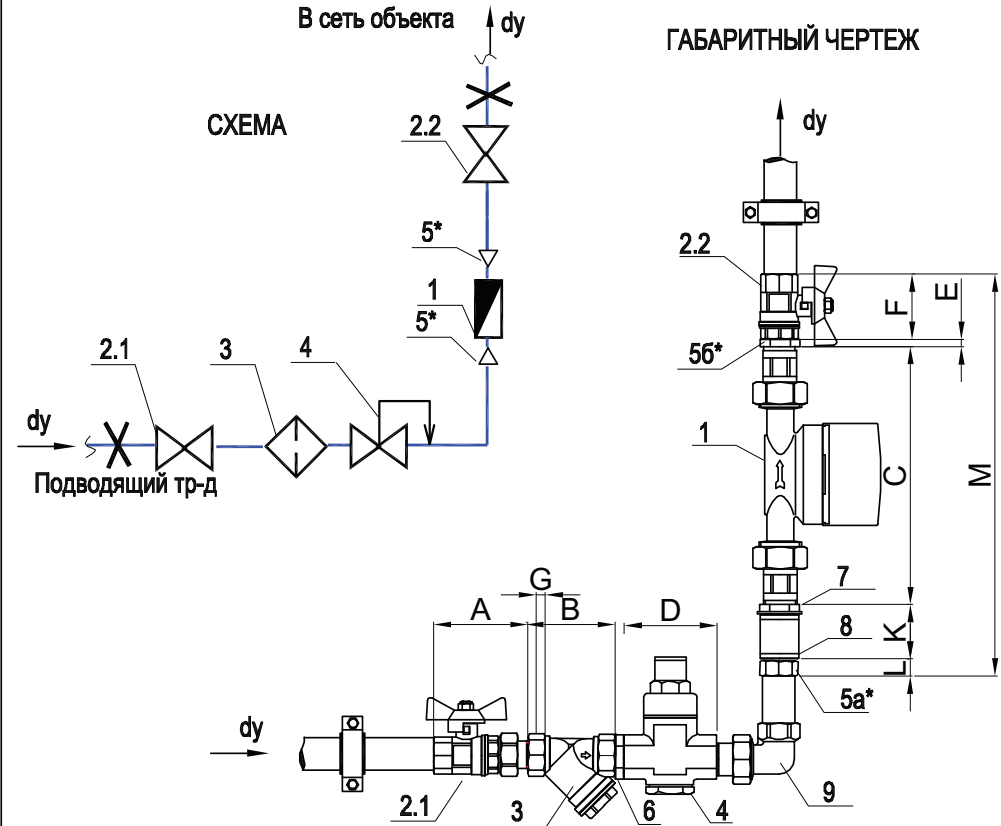 В сеть объекта
dy
ГАБАРИТНЫЙ ЧЕРТЕЖ
СХЕМА
2.2
5*
1
5*
2.1
3
4
dy
Подводящий тр-д
dy
2.2
F
E
5б*
1
C
M
7
8
K
L
5а*
G
A
B
D
dy
2.1
3
6
4
9